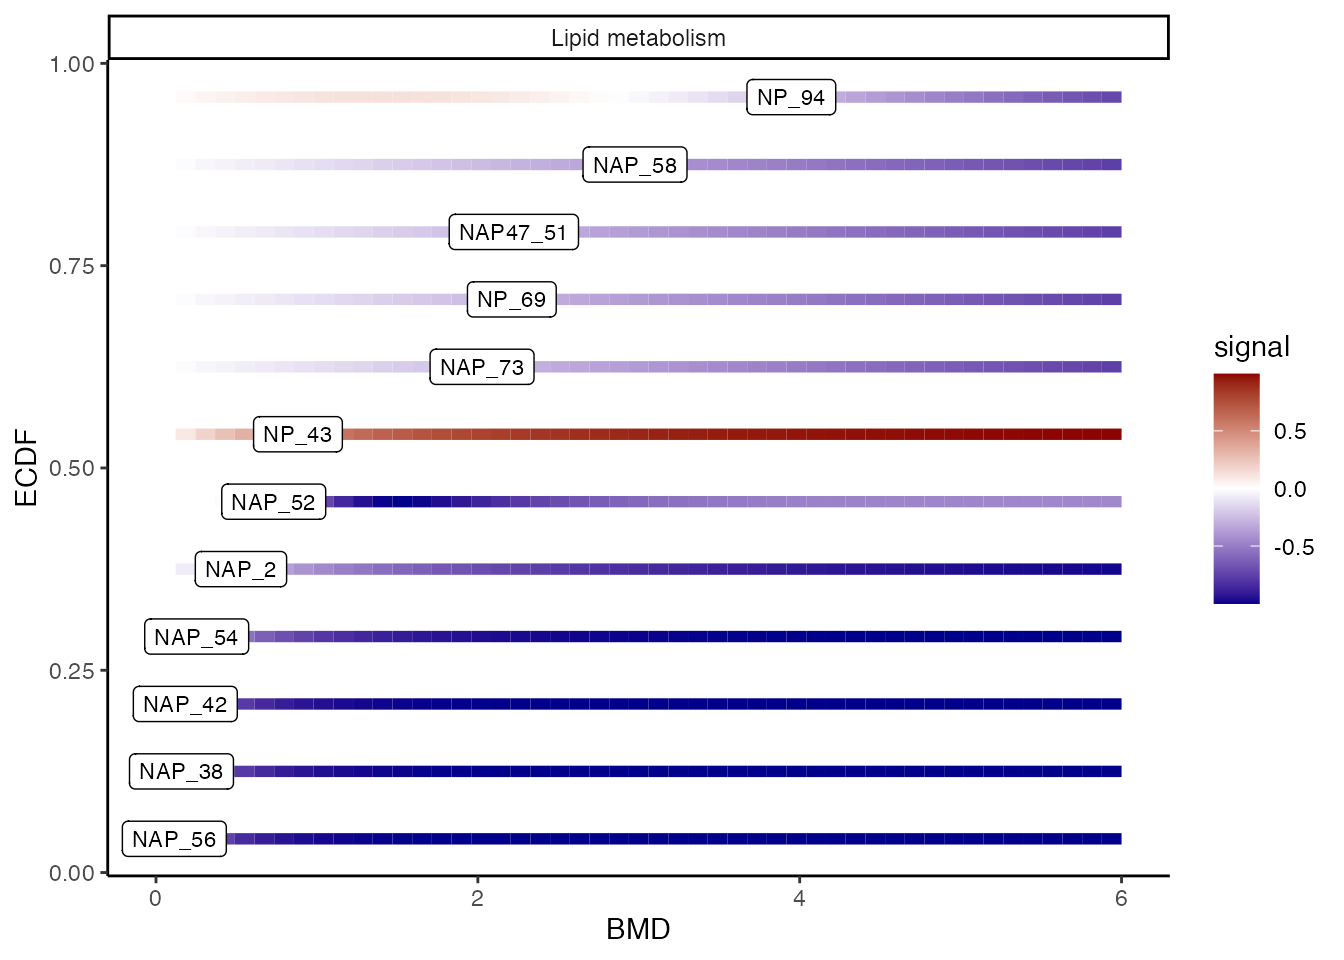 Lipid metabolism
1.00
NP_94
NAP_58
NAP47_51
0.75
NP_69
NAP_73
signal
NP_43
0.5
ECDF
0.50
0.0
NAP_52
-0.5
NAP_2
NAP_54
0.25
NAP_42
NAP_38
NAP_56
0.00
0 2 4 6
BMD